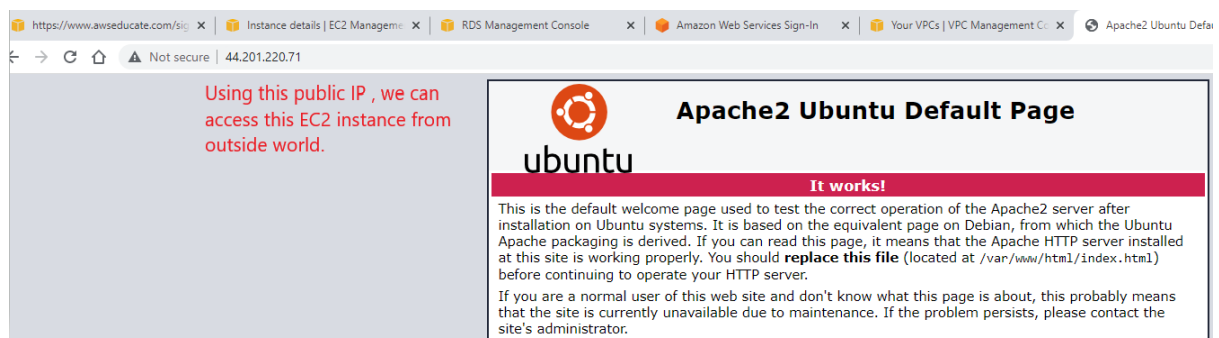 https://www.awseducate.com/sig
Instance details | EC2 Manageme
RDS Management Console
Amazon Web Services Sign-In
Your VPCs | VPC Management Co
Apache2 Ubuntu Defau
Not secure | 44.201.220.71
Using this public IP , we can
access this EC2 instance from
outside world.
ubuntu
Apache2 Ubuntu Default Page
It works!
This is the default welcome page used to test the correct operation of the Apache2 server after
installation on Ubuntu systems. It is based on the equivalent page on Debian, from which the Ubuntu
Apache packaging is derived. If you can read this page, it means that the Apache HTTP server installed
at this site is working properly. You should replace this file (located at /var/www/html/index.html)
before continuing to operate your HTTP server.
If you are a normal user of this web site and don't know what this page is about, this probably means
that the site is currently unavailable due to maintenance. If the problem persists, please contact the
site's administrator.